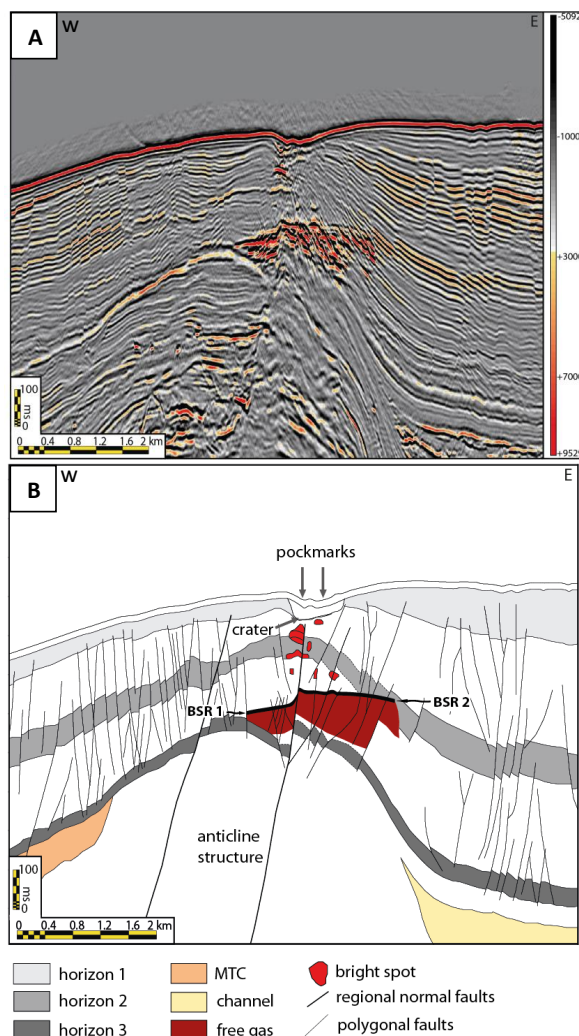 A
W
E
-5092
-1000
+3000
+7000
+9529
100
ms
0
0 0.4 0.8 1.2 1.6 2 km
B
W
E
pockmarks
crater
BSR 1
BSR 2
anticline
structure
100
ms
0
0 0.4 0.8 1.2 1.6 2 km
horizon 1
MTC
bright spot
horizon 2
channel
regional normal faults
horizon 3
free gas
polygonal faults